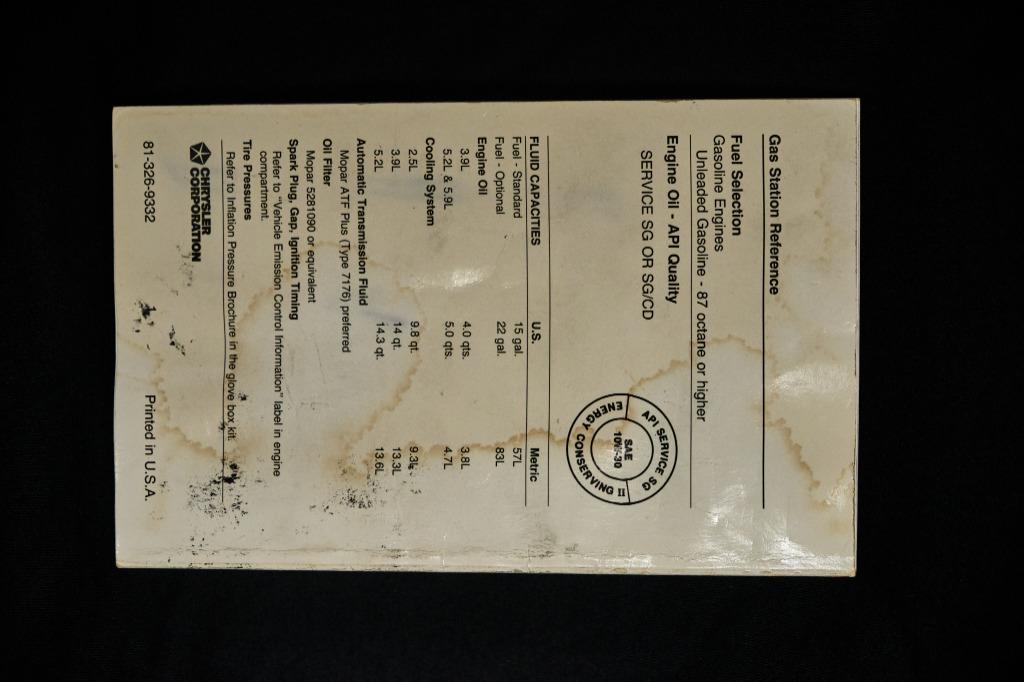 Gas Station Reference
Fuel Selection
Gasoline Engines
Unleaded Gasoline - 87 octane or higher
Engine Oil - API Quality
SERVICE SG OR SG/CD
API SERVICE SG
SAE
10W-30
ENERGY CONSERVING II
FLUID CAPACITIES U.S. Metric
Fuel - Standard 15 gal. 57L
Fuel - Optional 22 gal. 83L
Engine Oil
3.9L 4.0 qts. 3.8L
5.2L & 5.9L 5.0 qts. 4.7L
Cooling System
2.5L 9.8 qt. 9.3L
3.9L 14 qt. 13.3L
5.2L 14.3 qt. 13.6L
Automatic Transmission Fluid
Mopar ATF Plus (Type 7176) preferred
Oil Filter
Mopar 5281090 or equivalent
Spark Plug, Gap, Ignition Timing
Refer to "Vehicle Emission Control Information" label in engine
compartment.
Tire Pressures
Refer to Inflation Pressure Brochure in the glove box kit.
CHRYSLER
CORPORATION
81-326-9332 Printed in U.S.A.